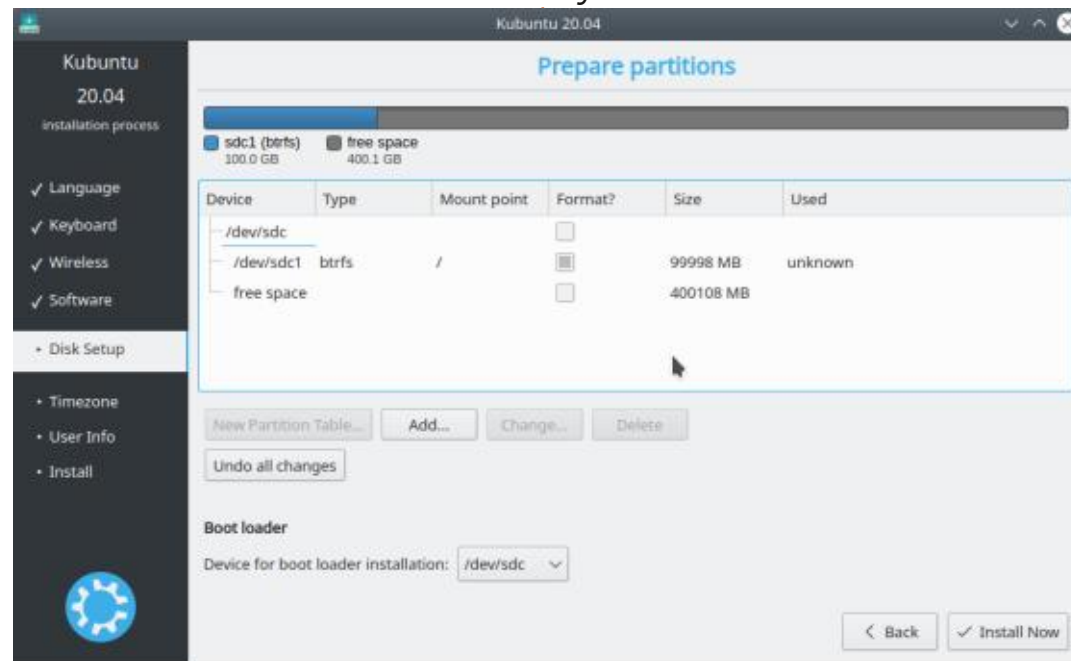 Kubuntu 20.04
Kubuntu
20.04
installation process
Prepare partitions
sdc1 (btrfs) free space
100.0 GB 400.1 GB
✓ Language
✓ Keyboard
✓ Wireless
✓ Software
• Disk Setup
• Timezone
• User Info
• Install
Device Type Mount point Format? Size Used
/dev/sdc
/dev/sdc1 btrfs / 99998 MB unknown
free space 400108 MB
New Partition Table... Add... Change... Delete
Undo all changes
Boot loader
Device for boot loader installation: /dev/sdc
Back Install Now